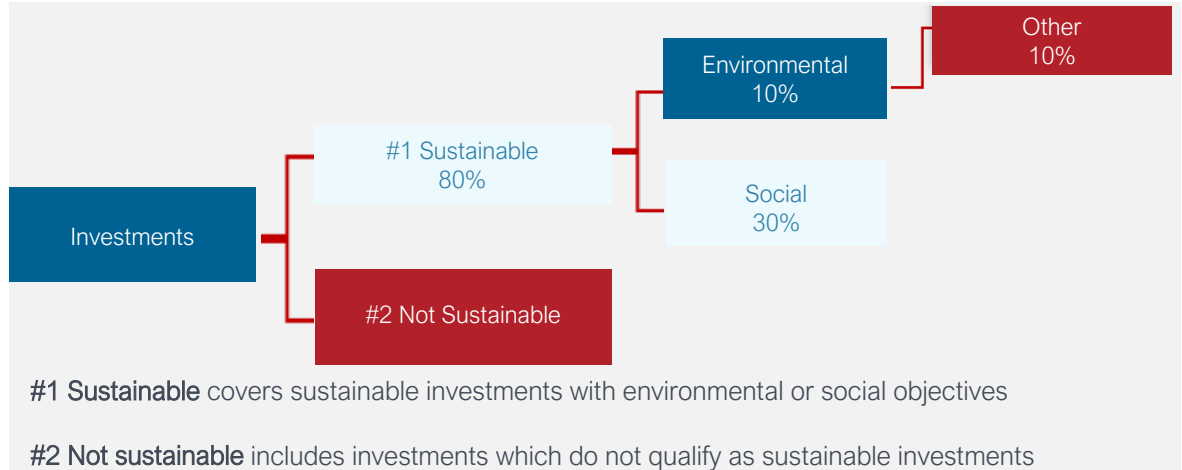 Other
10%
Environmental
10%
#1 Sustainable
80%
Social
30%
Investments
#2 Not Sustainable
#1 Sustainable covers sustainable investments with environmental or social objectives
#2 Not sustainable includes investments which do not qualify as sustainable investments